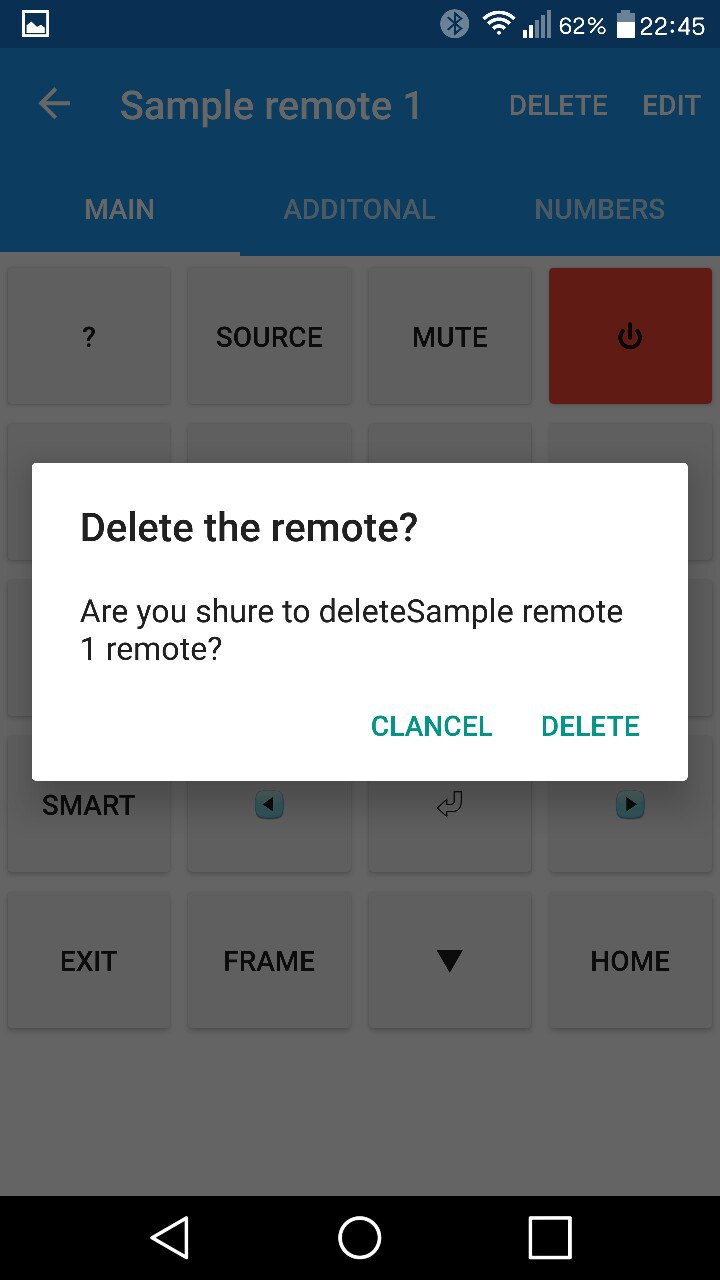 62% 22:45
Sample remote 1 DELETE EDIT
MAIN ADDITONAL NUMBERS
? SOURCE MUTE
Delete the remote?
Are you shure to deleteSample remote
1 remote?
CLANCEL DELETE
SMART
EXIT FRAME ▼ HOME